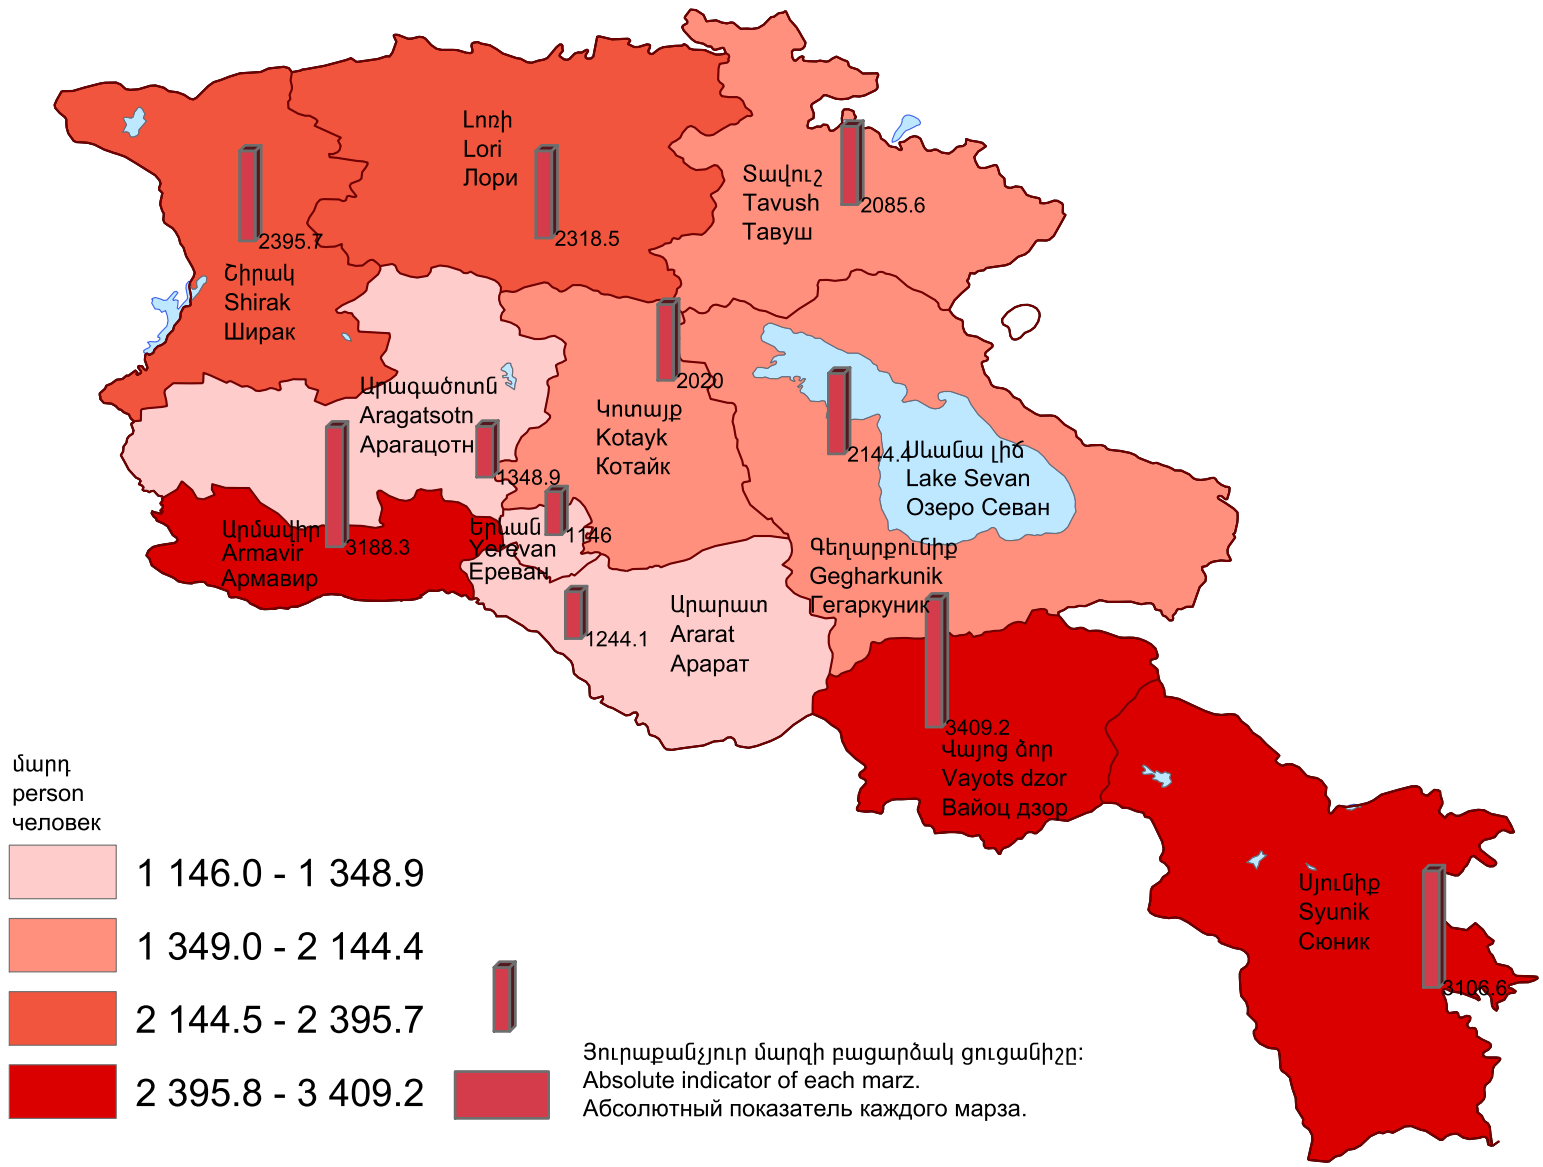 Լոռի
Lori
Лори
Տավուշ
Tavush
Тавуш
2085.6
2395.7
2318.5
Շիրակ
Shirak
Ширак
2020
Արագածոտն
Aragatsotn
Арагацотн
1348.9
Կոտայք
Kotayk
Котайк
2144.4
Սևանա լիճ
Lake Sevan
Озеро Севан
Արմավիր
Armavir
Армавир
3188.3
Երևան
Yerevan
Ереван
1146
Գեղարքունիք
Gegharkunik
Гегаркуник
1244.1
Արարատ
Ararat
Арарат
3409.2
Վայոց ձոր
Vayots dzor
Вайоц дзор
Սյունիք
Syunik
Сюник
3106.6
մարդ
person
человек
1 146.0 - 1 348.9
1 349.0 - 2 144.4
2 144.5 - 2 395.7
2 395.8 - 3 409.2
Յուրաքանչյուր մարզի բացարձակ ցուցանիշը:
Absolute indicator of each marz.
Абсолютный показатель каждого марза.